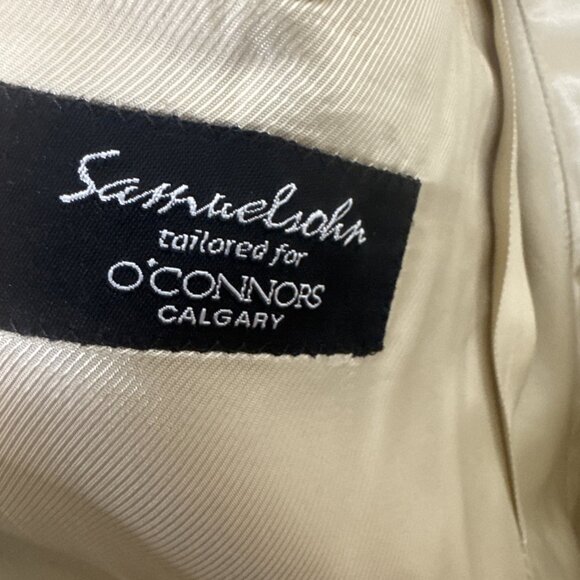 Samuelsohn
tailored for
O'CONNORS
CALGARY